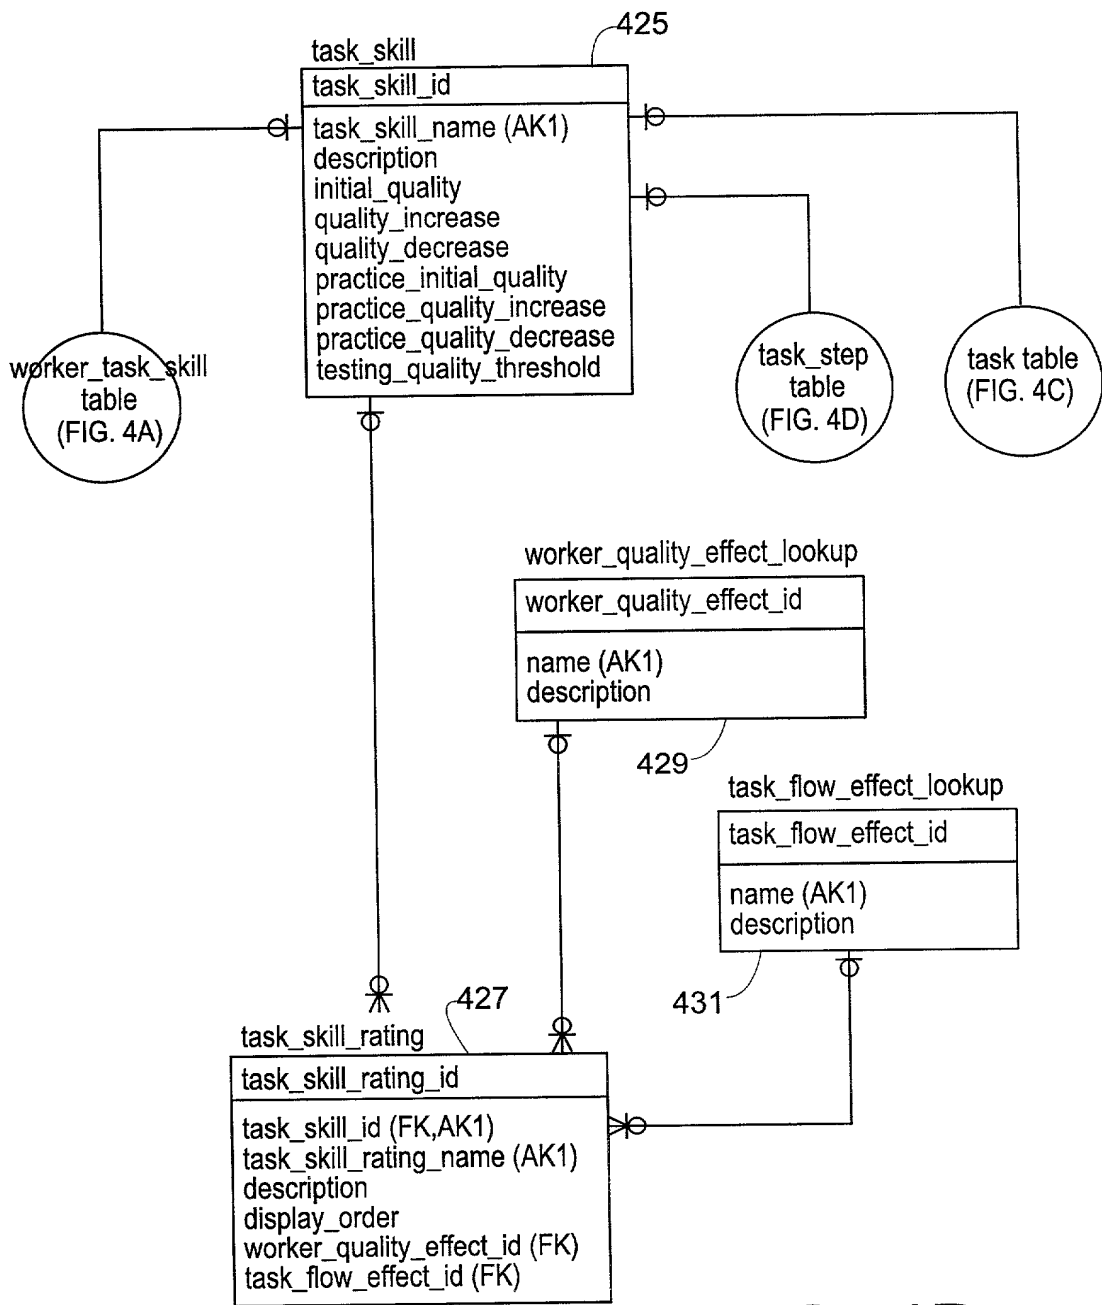 425
task_skill
task_skill_id
task_skill_name (AK1)
description
initial_quality
quality_increase
quality_decrease
practice_initial_quality
practice_quality_increase
practice_quality_decrease
testing_quality_threshold
worker_task_skill
table
(FIG. 4A)
task_step
table
(FIG. 4D)
task table
(FIG. 4C)
worker_quality_effect_lookup
worker_quality_effect_id
name (AK1)
description
429
task_flow_effect_lookup
task_flow_effect_id
name (AK1)
description
431
427
task_skill_rating
task_skill_rating_id
task_skill_id (FK,AK1)
task_skill_rating_name (AK1)
description
display_order
worker_quality_effect_id (FK)
task_flow_effect_id (FK)